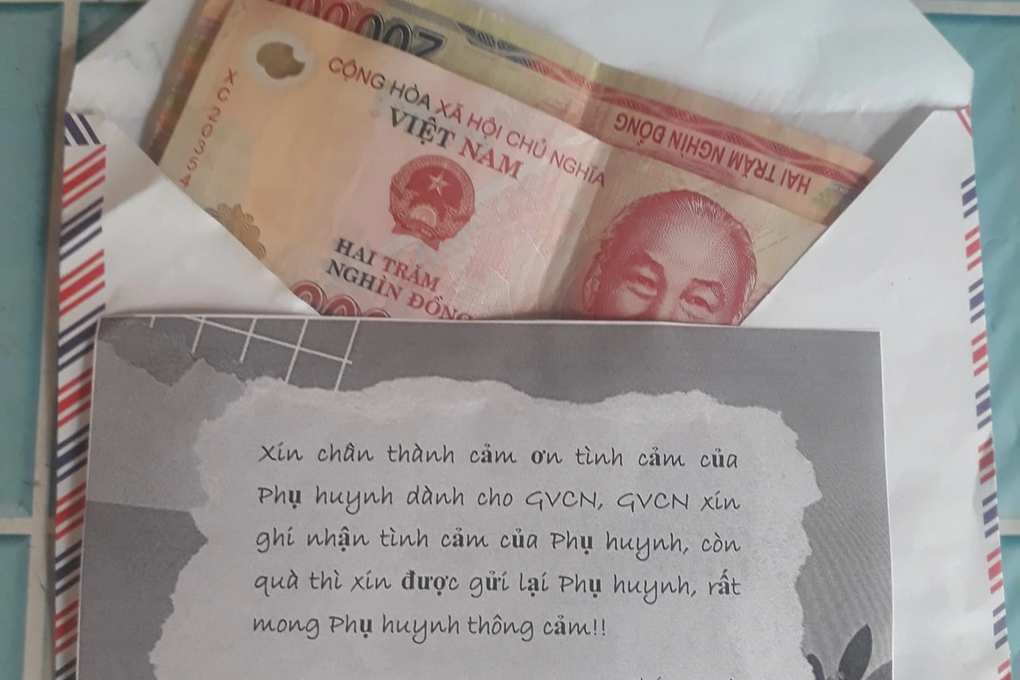 200000
HAI TRĂM NGHÌN ĐỒNG
CỘNG HÒA XÃ HỘI CHỦ NGHĨA
VIỆT NAM
XC20354
HAI TRĂM
NGHÌN ĐỒNG
Xin chân thành cảm ơn tình cảm của
Phụ huynh dành cho GVCN, GVCN xin
ghi nhận tình cảm của Phụ huynh, còn
quà thì xin được gửi lại Phụ huynh, rất
mong Phụ huynh thông cảm!!